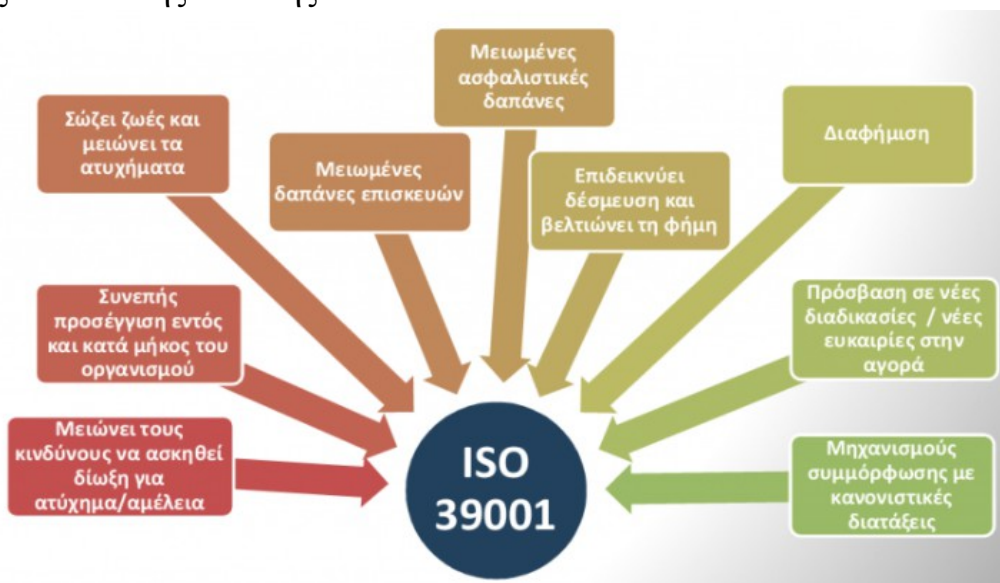 Μειωμένες
ασφαλιστικές
δαπάνες
Σώζει ζωές και
μειώνει τα
ατυχήματα
Μειωμένες
δαπάνες επισκευών
Επιδεικνύει
δέσμευση και
βελτιώνει τη φήμη
Διαφήμιση
Συνεπής
προσέγγιση εντός
και κατά μήκος του
οργανισμού
Πρόσβαση σε νέες
διαδικασίες / νέες
ευκαιρίες στην
αγορά
Μειώνει τους
κινδύνους να ασκηθεί
δίωξη για
ατύχημα/αμέλεια
Μηχανισμούς
συμμόρφωσης με
κανονιστικές
διατάξεις
ISO
39001